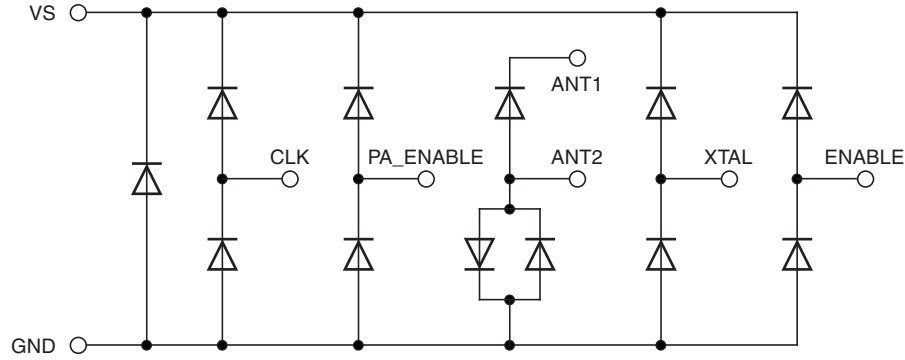 VS
ANT1
CLK
PA_ENABLE
ANT2
XTAL
ENABLE
GND